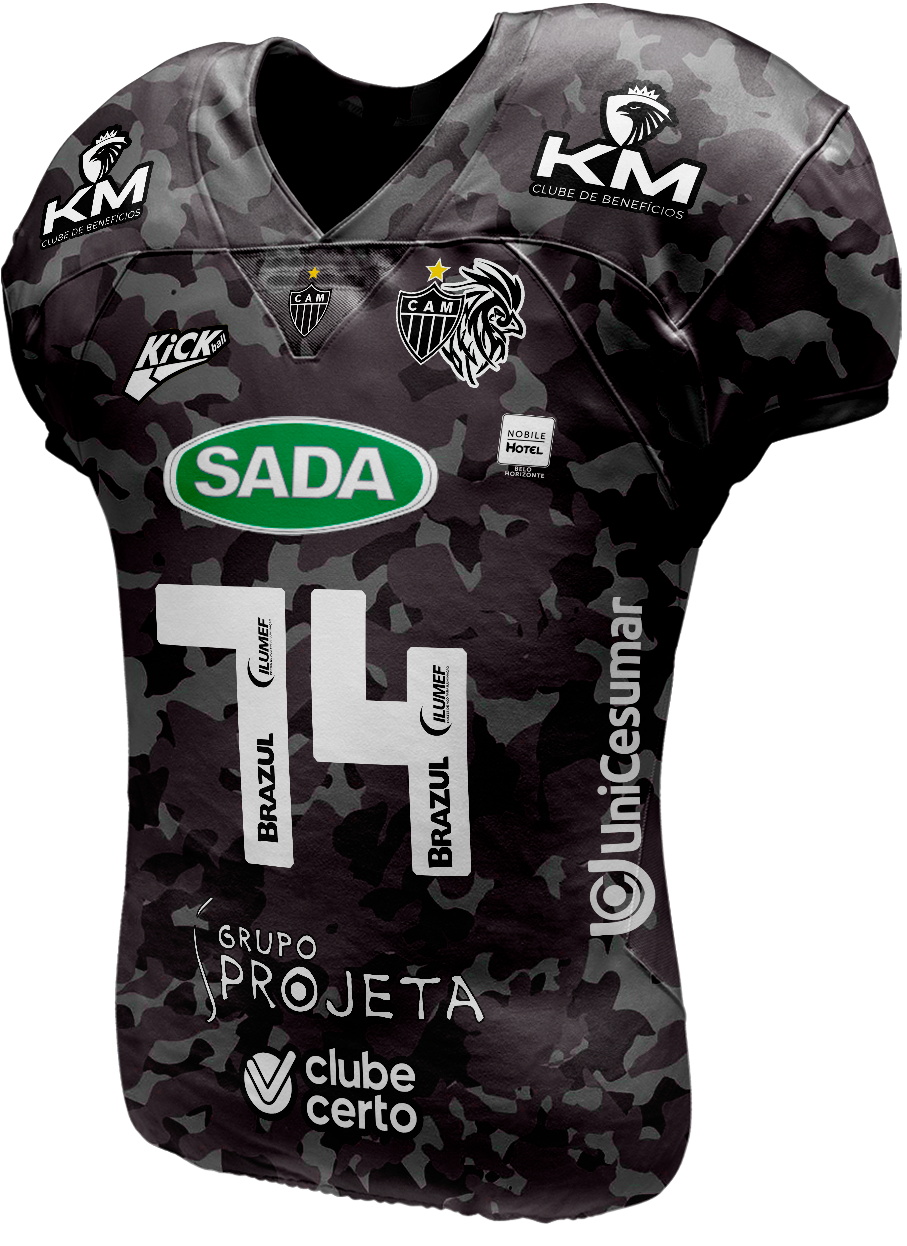 KM
CLUBE DE BENEFÍCIOS
KM
CLUBE DE BENEFÍCIOS
CAM
CAM
KiCK
ball
NOBILE
HOTEL
BELO
HORIZONTE
SADA
74
ILUMEF
BRAZUL
ILUMEF
BRAZUL
UniCesumar
GRUPO
PROJETA
clube
certo